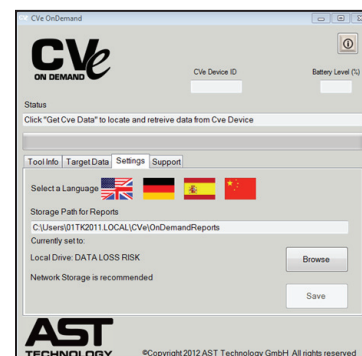 CVe OnDemand
CVe
ON DEMAND
CVe Device ID
Battery Level (%)
Status
Click "Get Cve Data" to locate and retreive data from Cve Device
Tool Info
Target Data
Settings
Support
Select a Language
Storage Path for Reports
C:\Users\01TK2011.LOCAL\CVe\OnDemandReports
Currently set to:
Local Drive: DATA LOSS RISK
Browse
Network Storage is recommended
Save
AST
TECHNOLOGY
©Copyright 2012 AST Technology GmbH All rights reserved